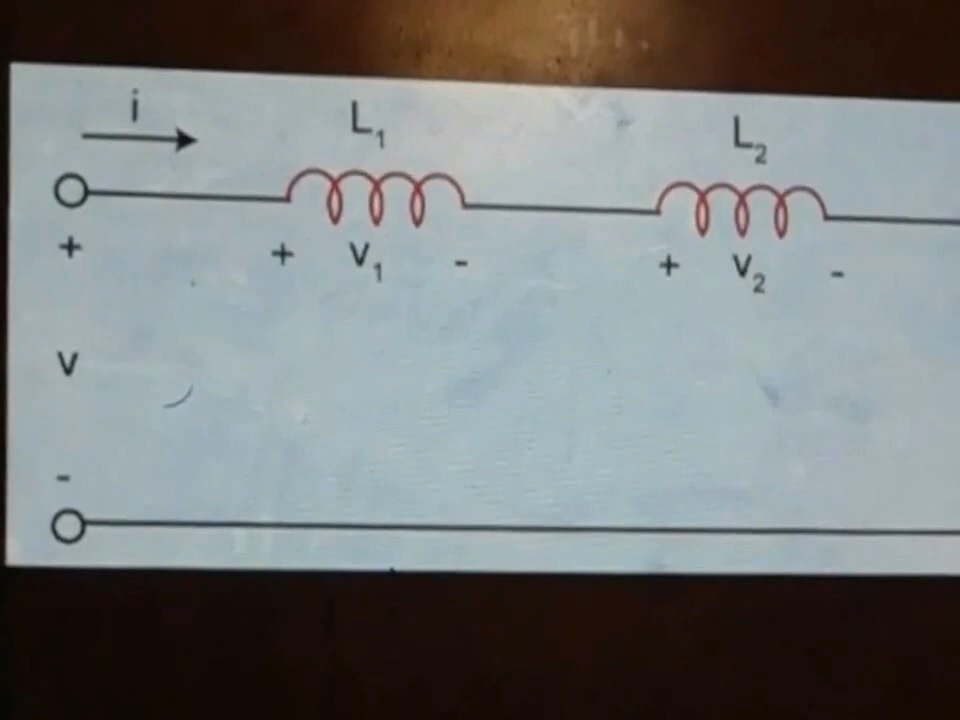 i
L₁
L₂
+
+ V₁ -
+ V₂ -
v
-